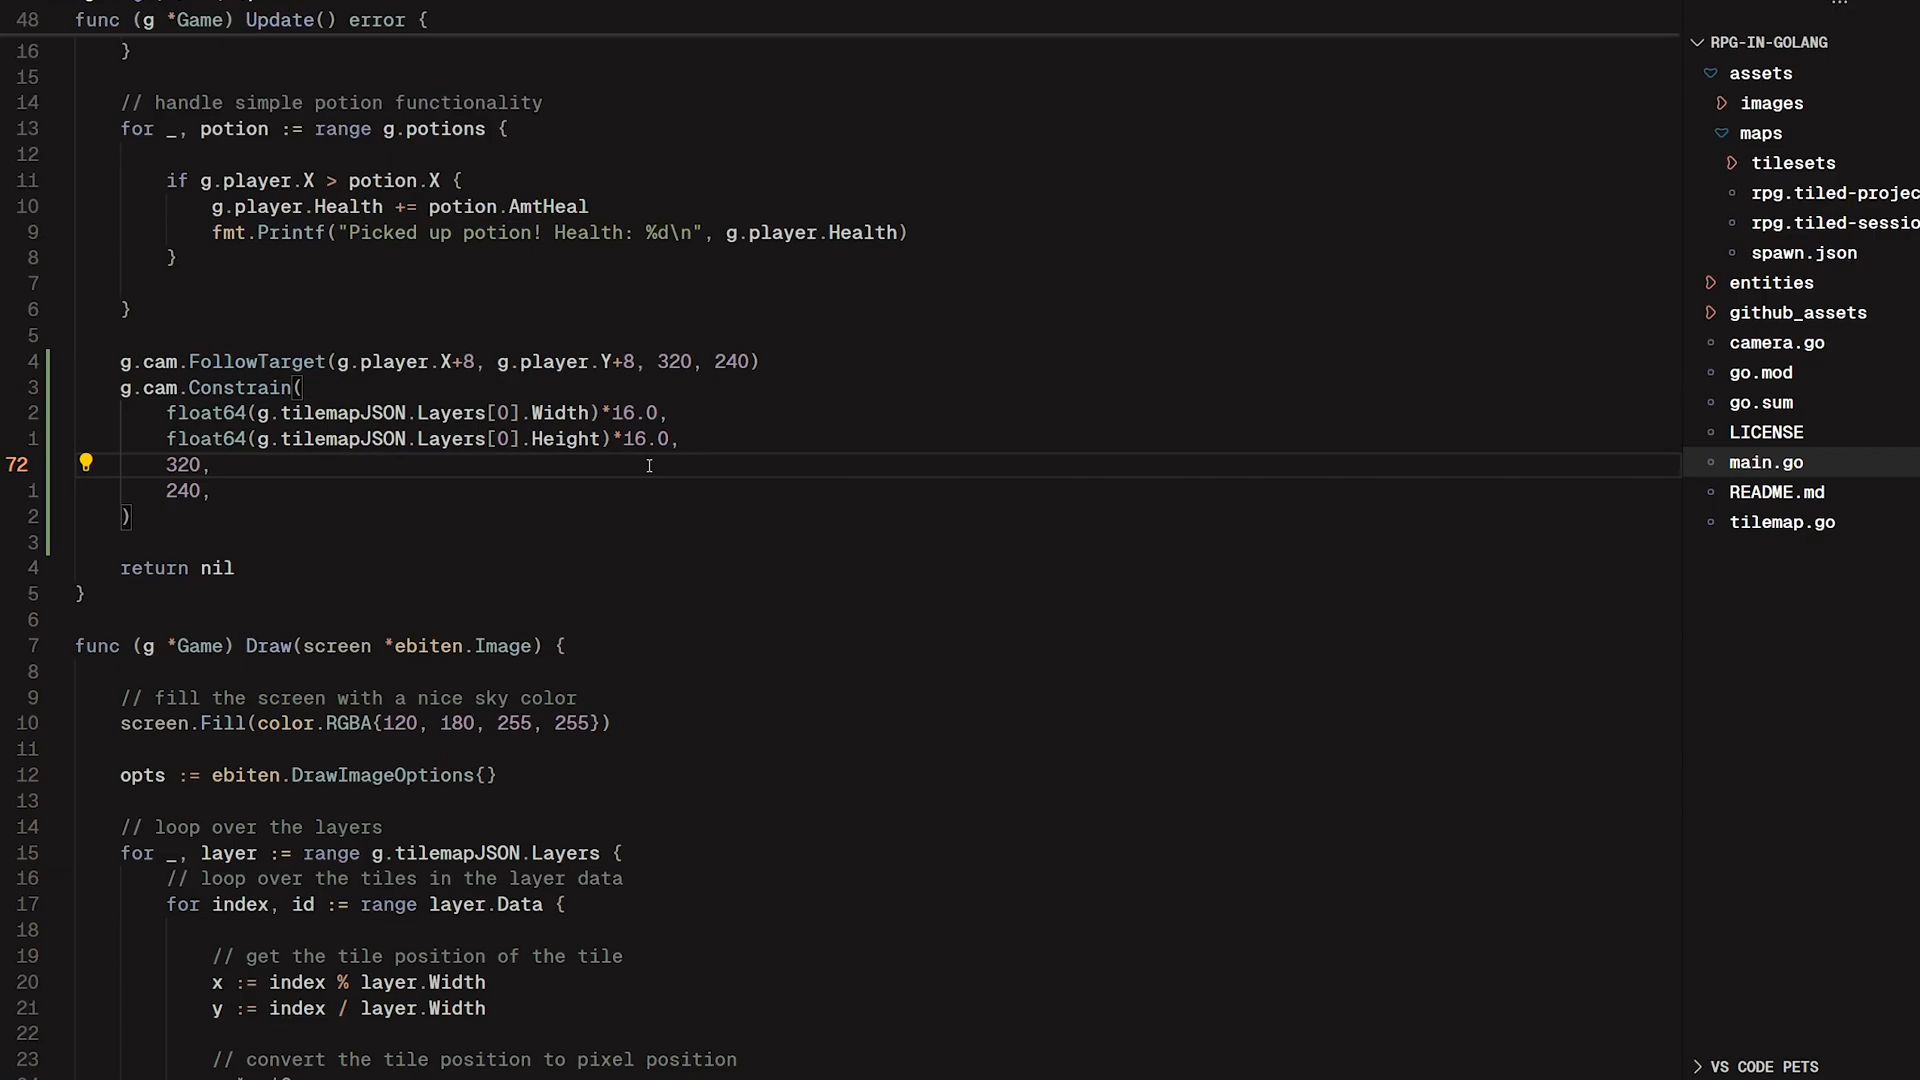 48 func (g *Game) Update() error {
16 }
15
14 // handle simple potion functionality
13 for _, potion := range g.potions {
12
11 if g.player.X > potion.X {
10 g.player.Health += potion.AmtHeal
9 fmt.Printf("Picked up potion! Health: %d\n", g.player.Health)
8 }
7
6 }
5
4 g.cam.FollowTarget(g.player.X+8, g.player.Y+8, 320, 240)
3 g.cam.Constrain(
2 float64(g.tilemapJSON.Layers[0].Width)*16.0,
1 float64(g.tilemapJSON.Layers[0].Height)*16.0,
72 320,
1 240,
2 )
3
4 return nil
5 }
6
7 func (g *Game) Draw(screen *ebiten.Image) {
8
9 // fill the screen with a nice sky color
10 screen.Fill(color.RGBA{120, 180, 255, 255})
11
12 opts := ebiten.DrawImageOptions{}
13
14 // loop over the layers
15 for _, layer := range g.tilemapJSON.Layers {
16 // loop over the tiles in the layer data
17 for index, id := range layer.Data {
18
19 // get the tile position of the tile
20 x := index % layer.Width
21 y := index / layer.Width
22
23 // convert the tile position to pixel position
RPG-IN-GOLANG
assets
images
maps
tilesets
rpg.tiled-projec
rpg.tiled-sessio
spawn.json
entities
github_assets
camera.go
go.mod
go.sum
LICENSE
main.go
README.md
tilemap.go
VS CODE PETS